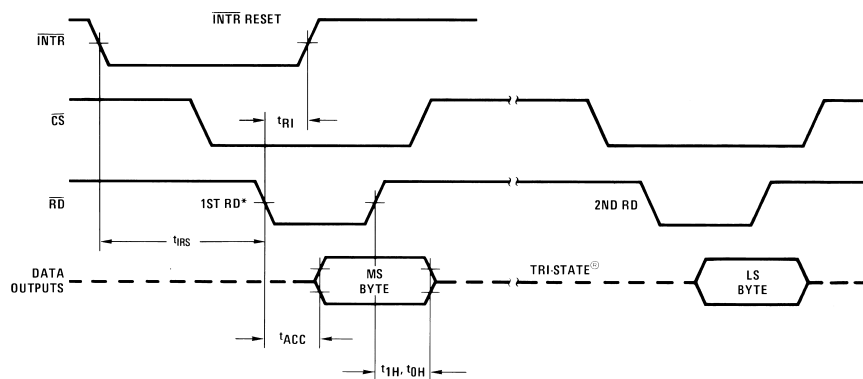 INTR RESET
INTR
CS
tRI
RD
1ST RD*
2ND RD
tIRS
DATA
OUTPUTS
MS
BYTE
TRI-STATE®
LS
BYTE
tACC
t1H, t0H